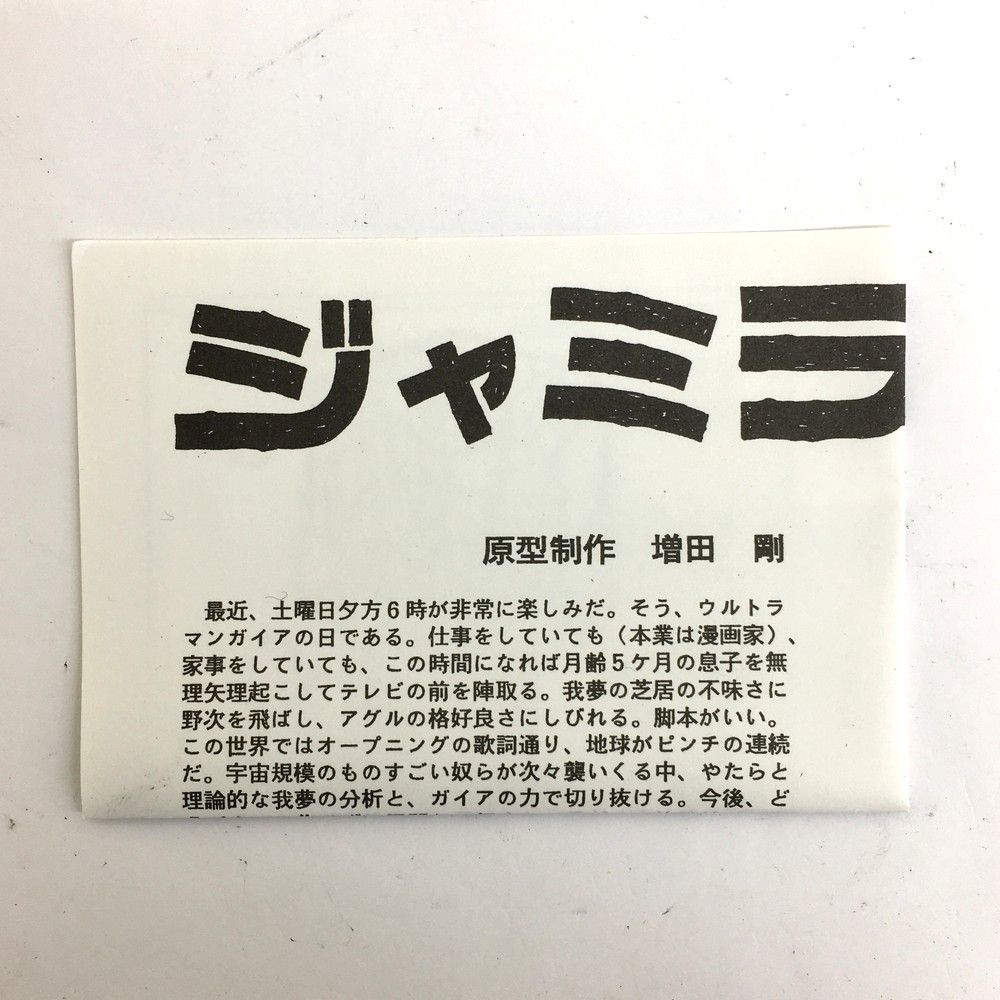 ジャミラ
原型制作　増田　剛
最近、土曜日夕方6時が非常に楽しみだ。そう、ウルトラ
マンガイアの日である。仕事をしていても（本業は漫画家）、
家事をしていても、この時間になれば月齢5ケ月の息子を無
理矢理起こしてテレビの前を陣取る。我夢の芝居の不味さに
野次を飛ばし、アグルの格好良さにしびれる。脚本がいい。
この世界ではオープニングの歌詞通り、地球がピンチの連続
だ。宇宙規模のものすごい奴らが次々襲いくる中、やたらと
理論的な我夢の分析と、ガイアの力で切り抜ける。今後、ど